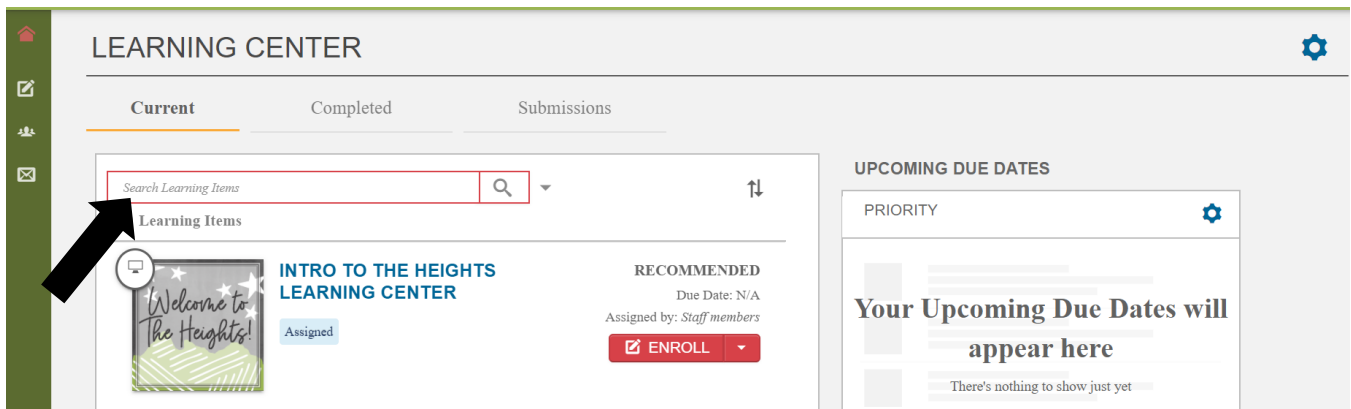 LEARNING CENTER
Current
Completed
Submissions
Search Learning Items
Learning Items
Welcome to
The Heights!
INTRO TO THE HEIGHTS
LEARNING CENTER
Assigned
RECOMMENDED
Due Date: N/A
Assigned by: Staff members
ENROLL
UPCOMING DUE DATES
PRIORITY
Your Upcoming Due Dates will
appear here
There's nothing to show just yet